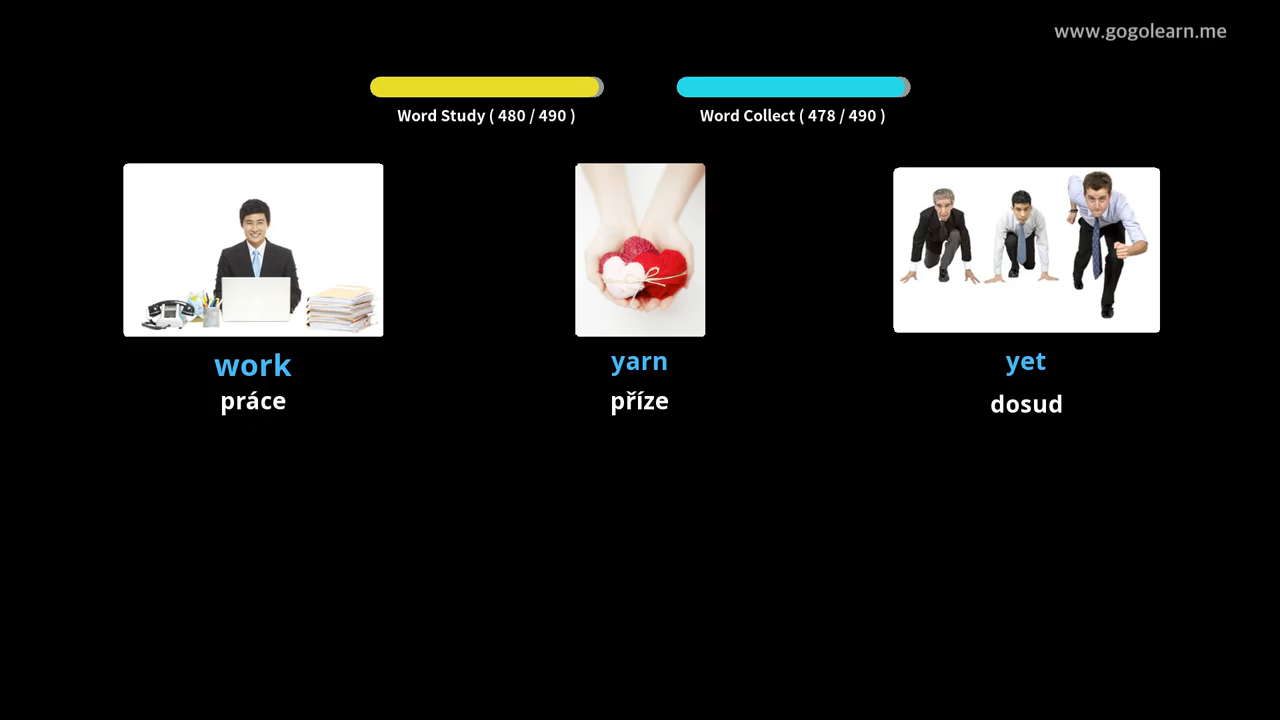 www.gogolearn.me
Word Study ( 480 / 490 )
Word Collect ( 478 / 490 )
work
práce
yarn
příze
yet
dosud